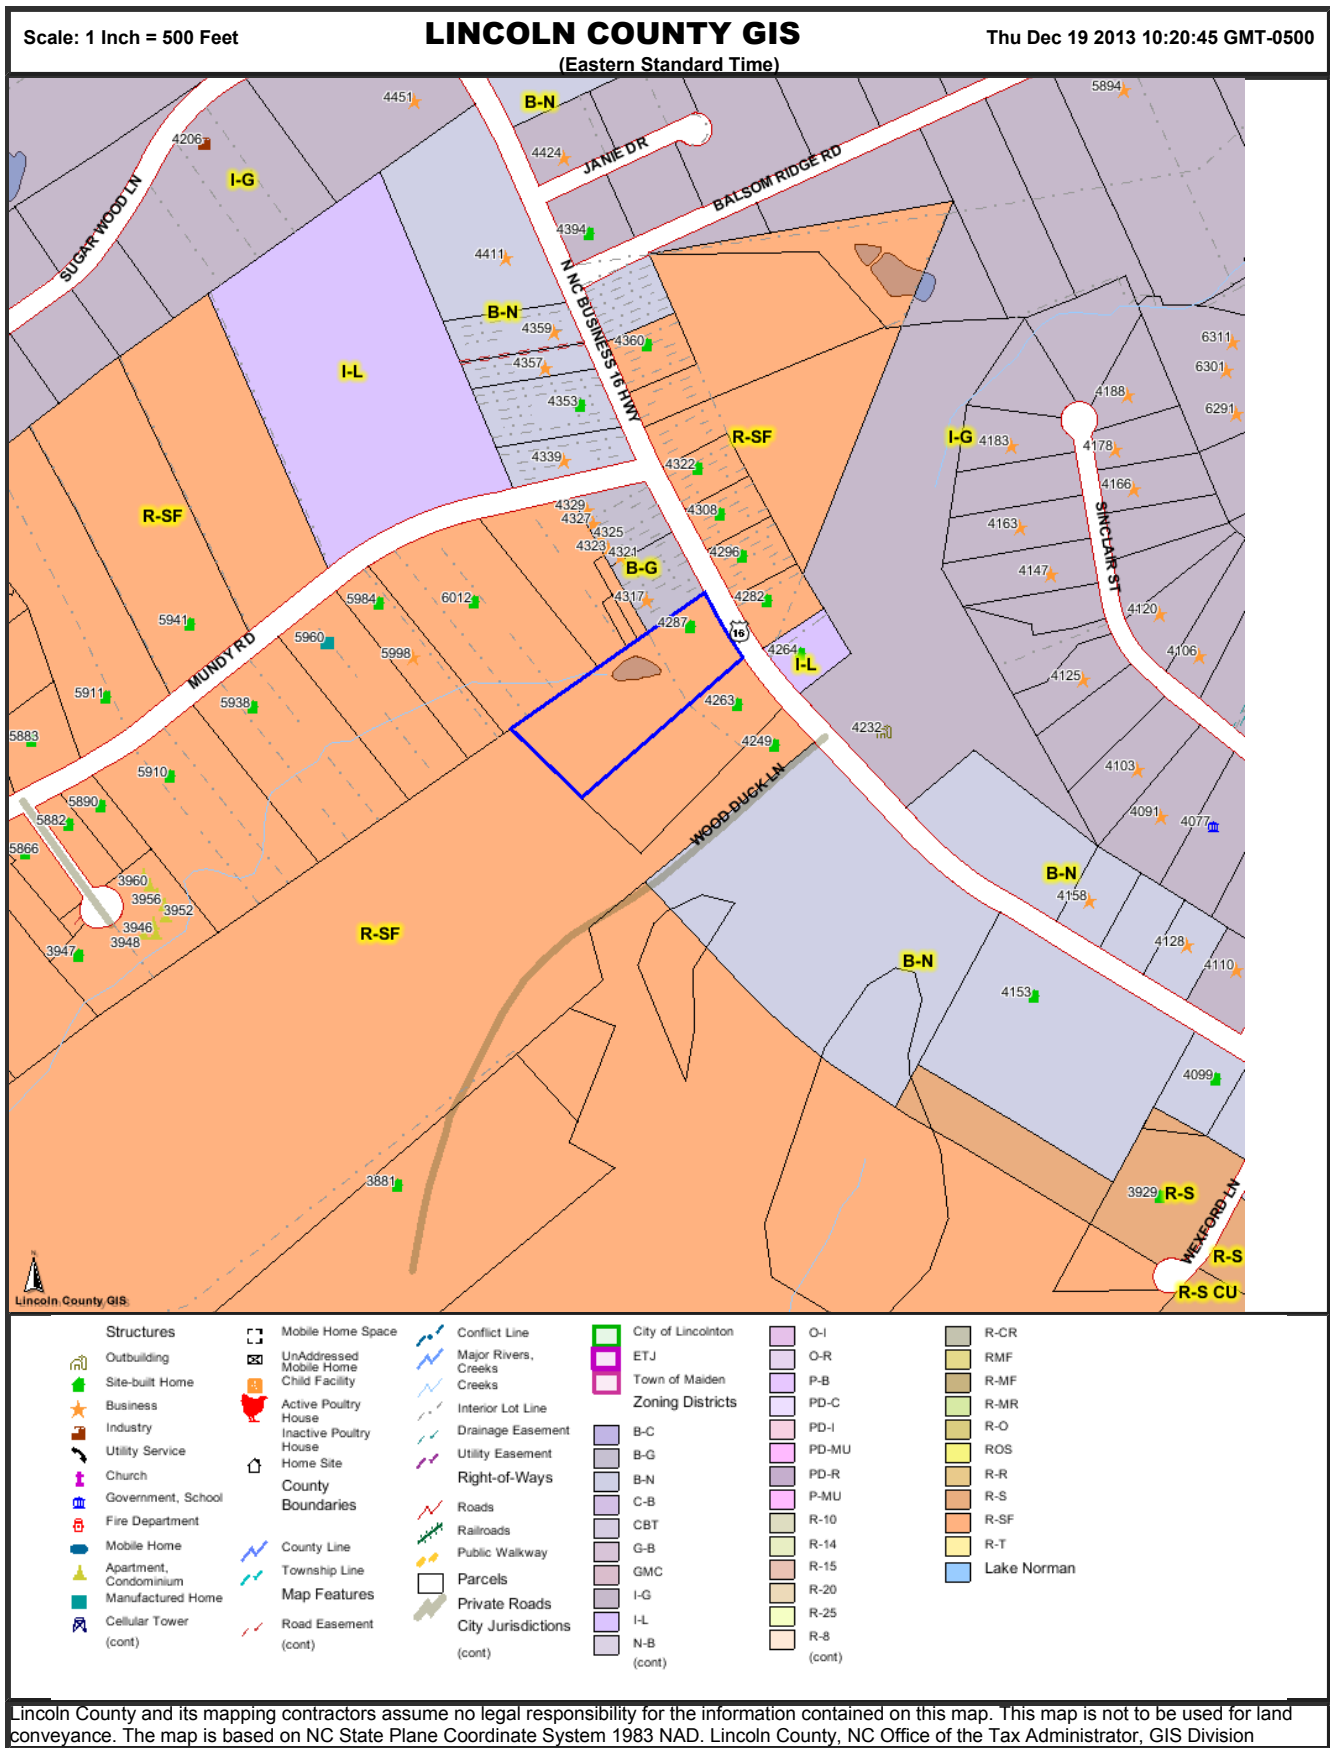 Scale: 1 Inch = 500 Feet
LINCOLN COUNTY GIS
Thu Dec 19 2013 10:20:45 GMT-0500
(Eastern Standard Time)
4451
B-N
5894
4206
4424
JANIE DR
BALSOM RIDGE RD
I-G
SUGAR WOOD LN
4394
4411
N NC BUSINESS 16 HWY
B-N
4359
4360
6311
4357
6301
I-L
4188
4353
6291
R-SF
I-G
4183
4178
4339
4322
4166
R-SF
4329
4308
4327
4325
4163
SINCLAIR ST
4323
4321
4296
B-G
4147
5984
6012
4317
4282
4120
5941
4287
16
5960
5998
4264
I-L
4106
MUNDY RD
4125
5911
5938
4263
4232
5883
4249
5910
4103
WOOD DUCK LN
5890
5882
4091
4077
5866
B-N
3960
4158
3956
3952
3946
R-SF
4128
3948
3947
B-N
4110
4153
4099
3881
3929
R-S
WEXFORD LN
R-S
R-S CU
N
Lincoln County GIS
Structures
Outbuilding
Site-built Home
Business
Industry
Utility Service
Church
Government, School
Fire Department
Mobile Home
Apartment,
Condominium
Manufactured Home
Cellular Tower
(cont)
Mobile Home Space
UnAddressed
Mobile Home
Child Facility
Active Poultry
House
Inactive Poultry
House
Home Site
County
Boundaries
County Line
Township Line
Map Features
Road Easement
(cont)
Conflict Line
Major Rivers,
Creeks
Creeks
Interior Lot Line
Drainage Easement
Utility Easement
Right-of-Ways
Roads
Railroads
Public Walkway
Parcels
Private Roads
City Jurisdictions
(cont)
City of Lincolnton
ETJ
Town of Maiden
Zoning Districts
B-C
B-G
B-N
C-B
CBT
G-B
GMC
I-G
I-L
N-B
(cont)
O-I
O-R
P-B
PD-C
PD-I
PD-MU
PD-R
P-MU
R-10
R-14
R-15
R-20
R-25
R-8
(cont)
R-CR
RMF
R-MF
R-MR
R-O
ROS
R-R
R-S
R-SF
R-T
Lake Norman
Lincoln County and its mapping contractors assume no legal responsibility for the information contained on this map. This map is not to be used for land
conveyance. The map is based on NC State Plane Coordinate System 1983 NAD. Lincoln County, NC Office of the Tax Administrator, GIS Division